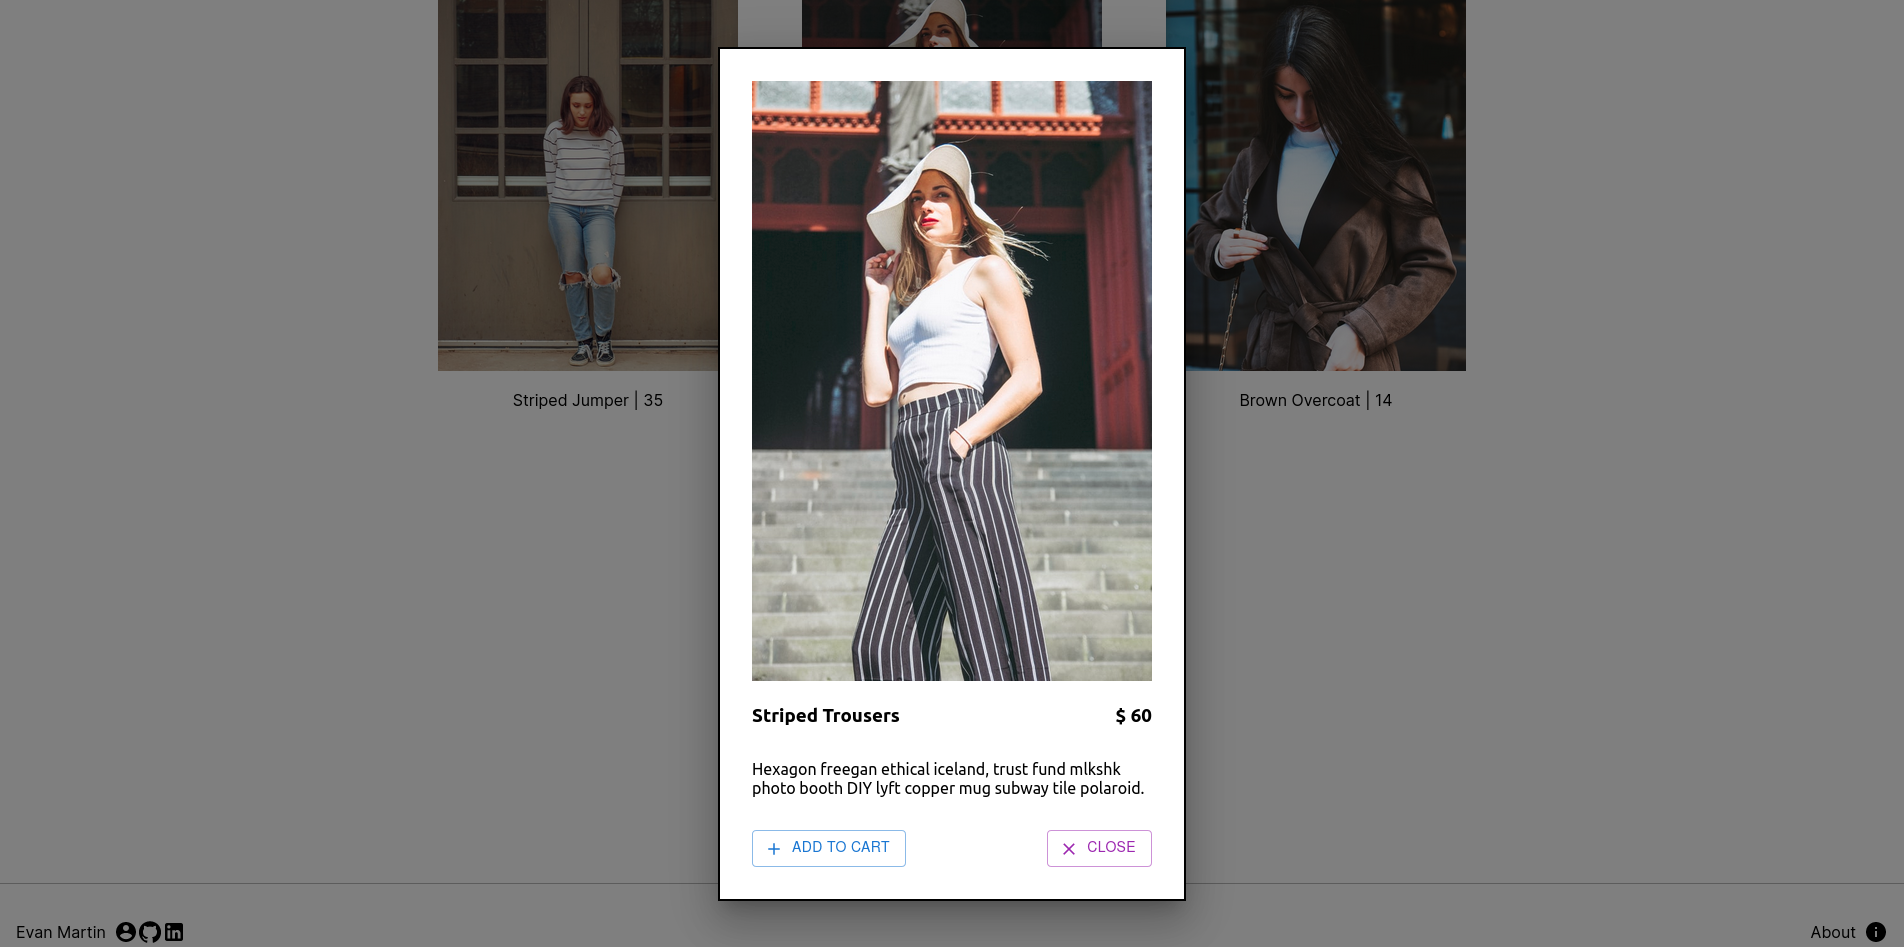 Striped Jumper | 35
Brown Overcoat | 14
Striped Trousers
$ 60
Hexagon freegan ethical iceland, trust fund mlkshk
photo booth DIY lyft copper mug subway tile polaroid.
ADD TO CART
CLOSE
Evan Martin
About